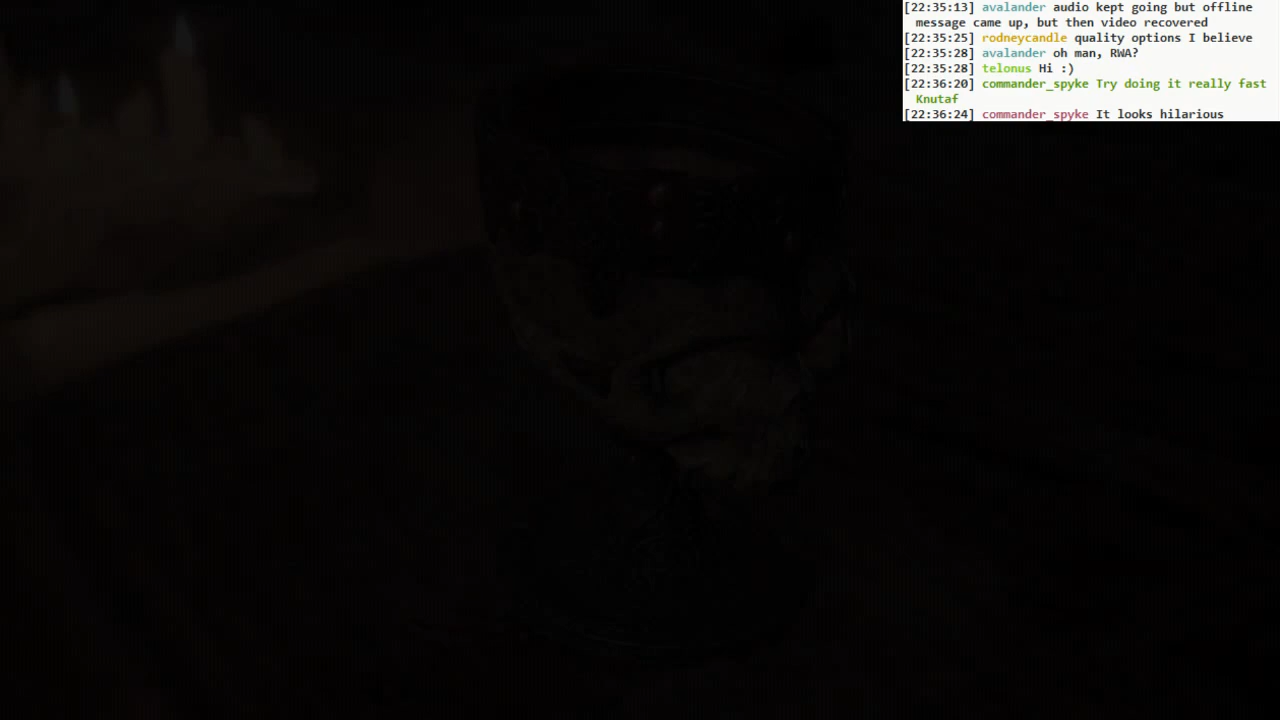 [22:35:13] avalander audio kept going but offline
message came up, but then video recovered
[22:35:25] rodneycandle quality options I believe
[22:35:28] avalander oh man, RWA?
[22:35:28] telonus Hi :)
[22:36:20] commander_spyke Try doing it really fast
Knutaf
[22:36:24] commander_spyke It looks hilarious